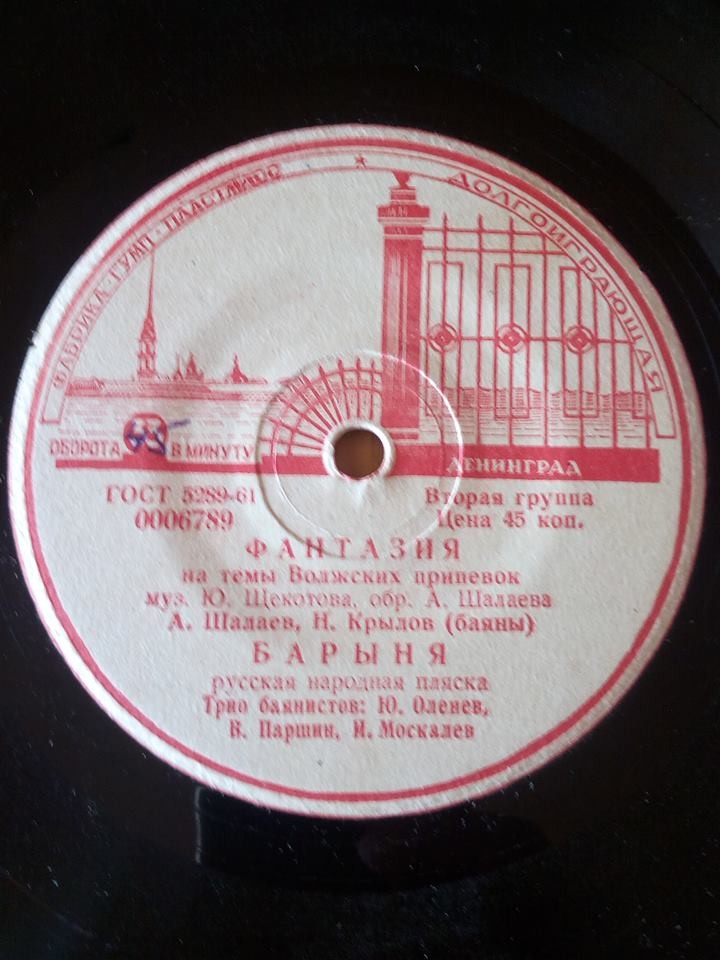 ФАБРИКА · ГУМП · ПЛАСТМАСС
ДОЛГОИГРАЮЩАЯ
ОБОРОТА 45 В МИНУТУ
ЛЕНИНГРАД
ГОСТ 5289-61
0006789
Вторая группа
Цена 45 коп.
ФАНТАЗИЯ
на темы Волжских припевок
муз. Ю. Щекотова, обр. А. Шалаева
А. Шалаев, Н. Крылов (баяны)
БАРЫНЯ
русская народная пляска
Трио баянистов: Ю. Оленев,
В. Паршин, И. Москалев